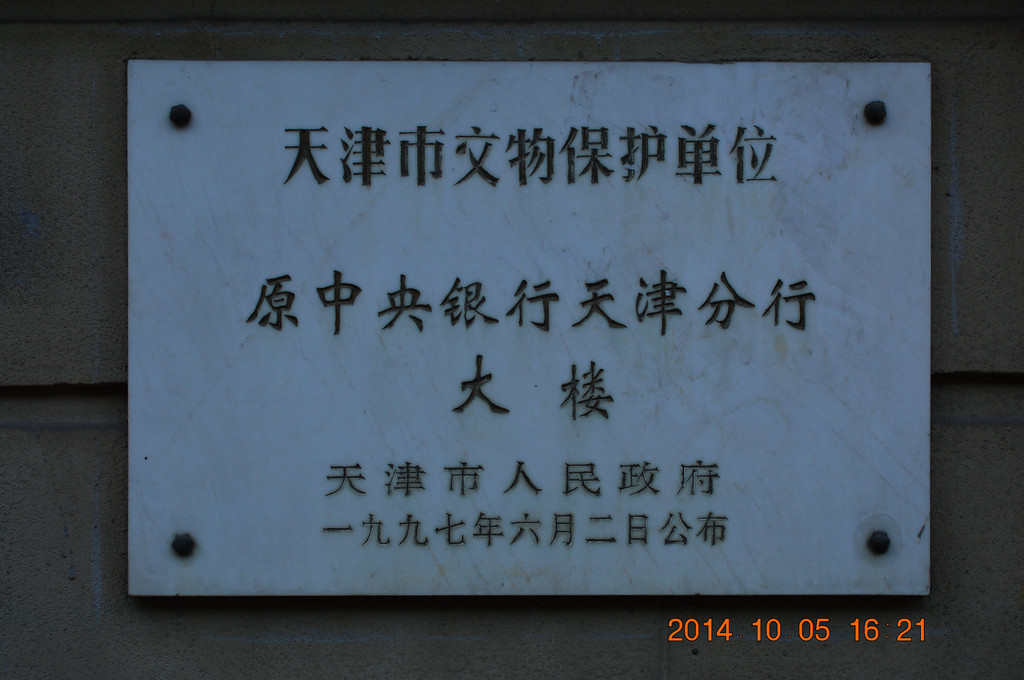 天津市文物保护单位
原中央银行天津分行
大楼
天津市人民政府
一九九七年六月二日公布
2014 10 05 16:21